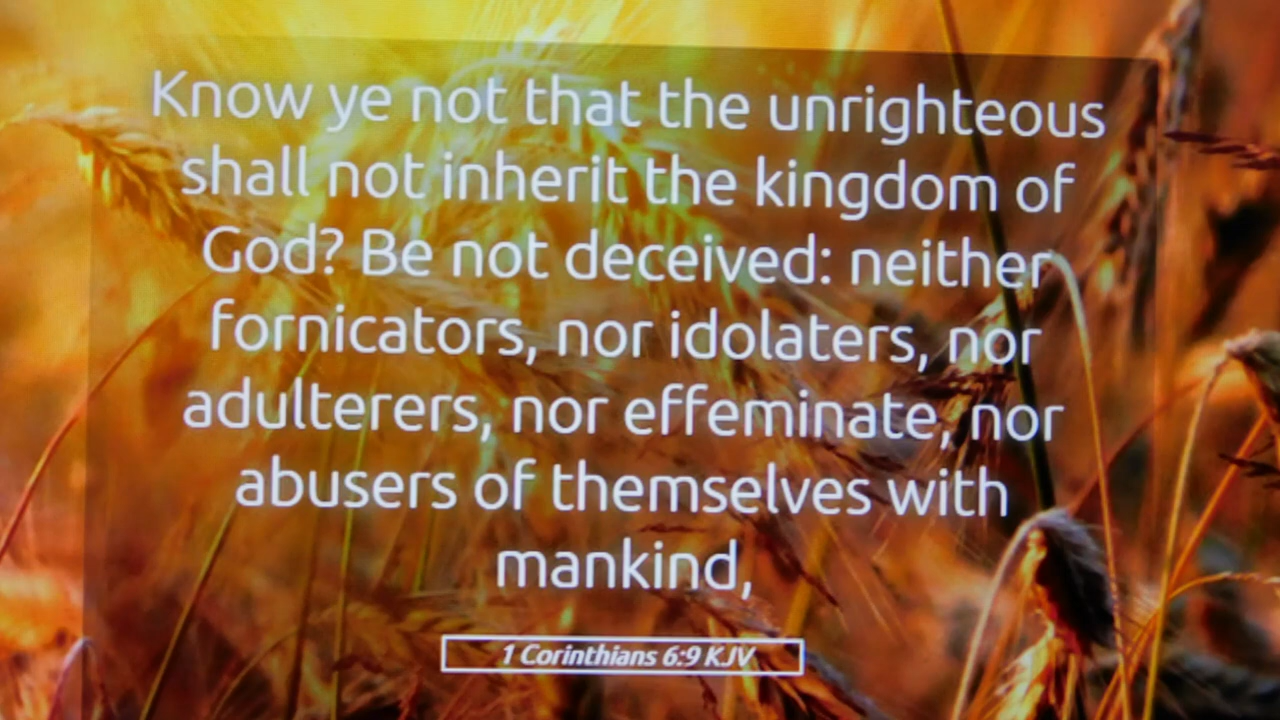 Know ye not that the unrighteous
shall not inherit the kingdom of
God? Be not deceived: neither
fornicators, nor idolaters, nor
adulterers, nor effeminate, nor
abusers of themselves with
mankind,
1 Corinthians 6:9 KJV